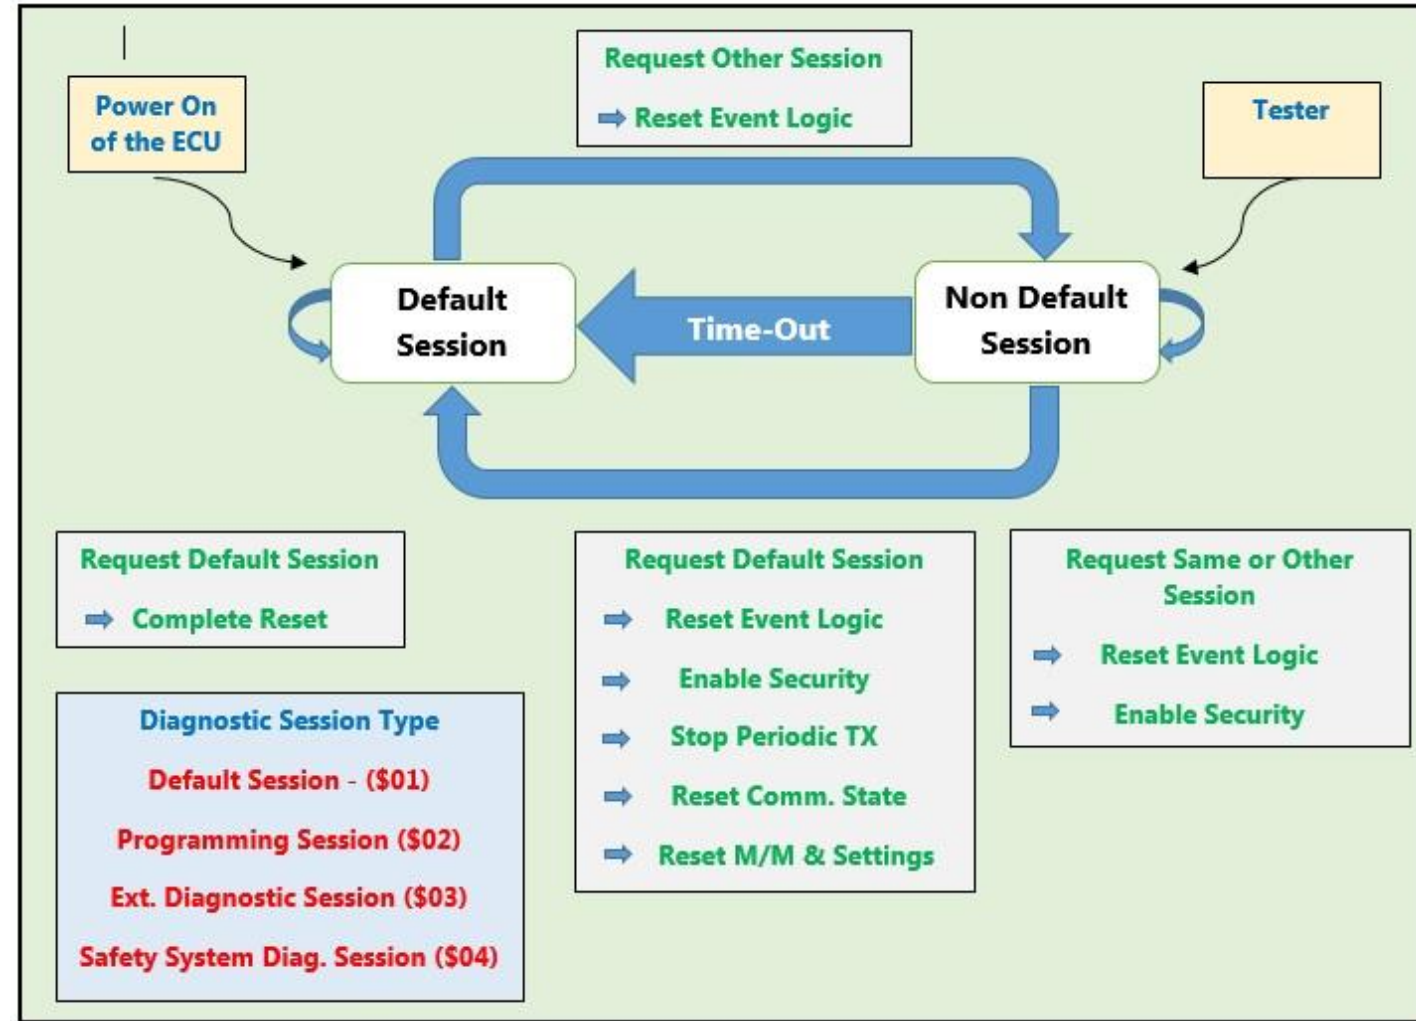 Request Other Session
Reset Event Logic
Power On
of the ECU
Tester
Default
Session
Time-Out
Non Default
Session
Request Default Session
Complete Reset
Request Default Session
Reset Event Logic
Enable Security
Stop Periodic TX
Reset Comm. State
Reset M/M & Settings
Request Same or Other
Session
Reset Event Logic
Enable Security
Diagnostic Session Type
Default Session - ($01)
Programming Session ($02)
Ext. Diagnostic Session ($03)
Safety System Diag. Session ($04)